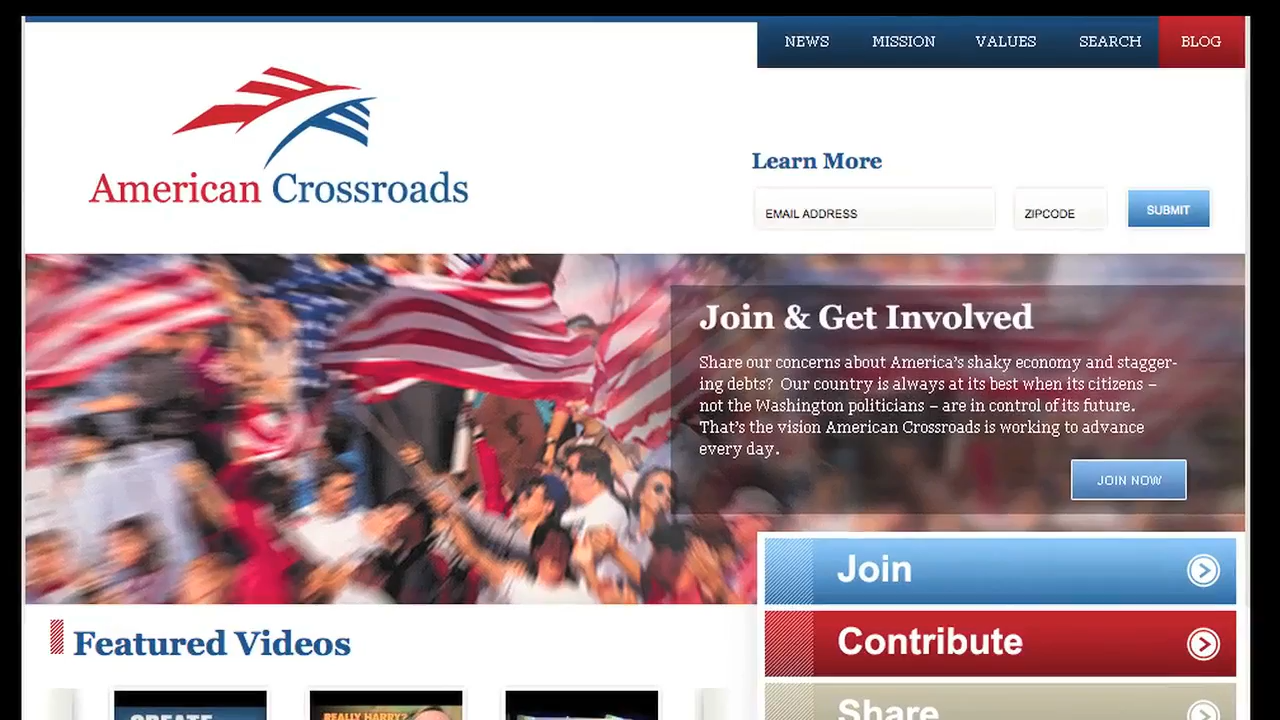 NEWS
MISSION
VALUES
SEARCH
BLOG
American Crossroads
Learn More
EMAIL ADDRESS
ZIPCODE
SUBMIT
Join & Get Involved
Share our concerns about America's shaky economy and stagger-
ing debts? Our country is always at its best when its citizens –
not the Washington politicians – are in control of its future.
That's the vision American Crossroads is working to advance
every day.
JOIN NOW
Join
Contribute
Share
Featured Videos
CREATE
REALLY HARRY?